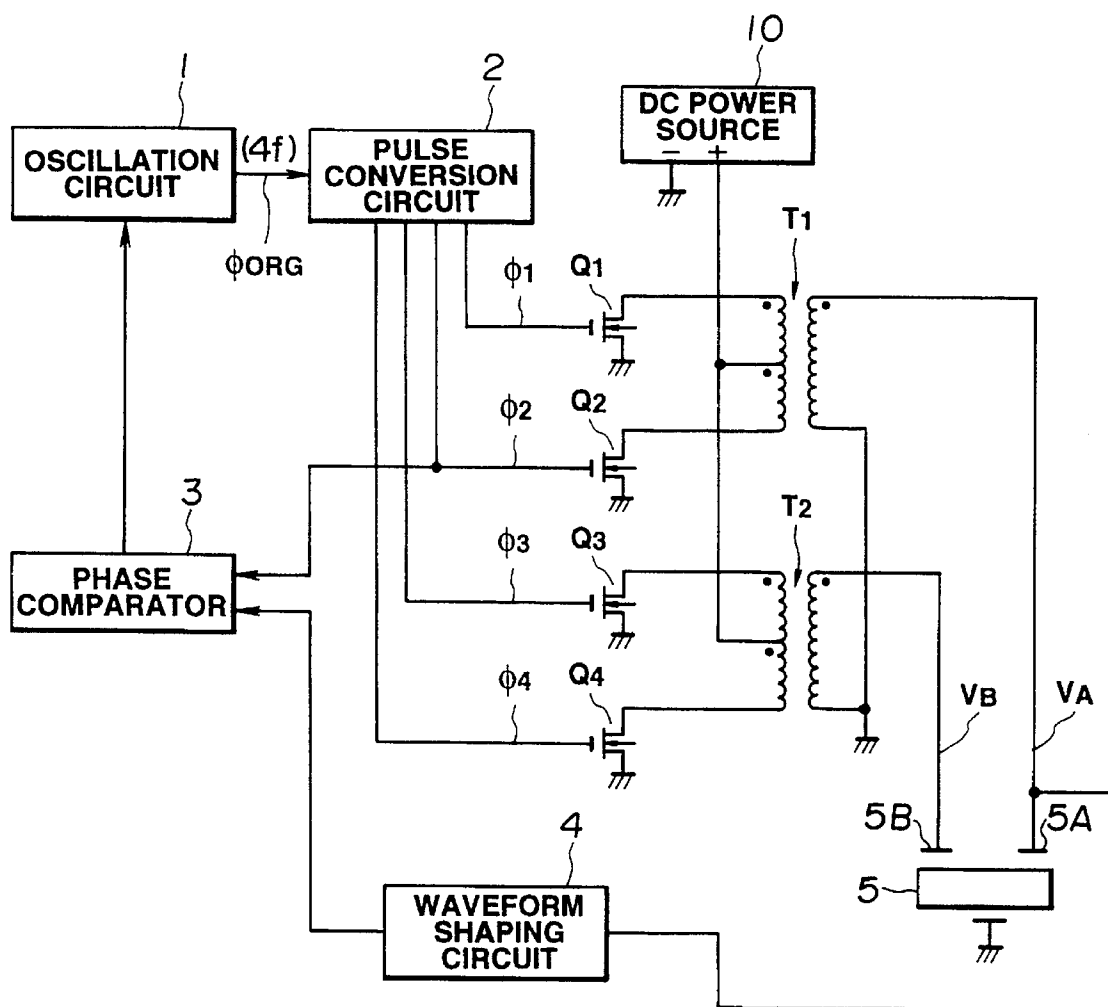 10
1
2
DC POWER
SOURCE
- +
OSCILLATION
CIRCUIT
(4f)
PULSE
CONVERSION
CIRCUIT
ϕORG
T1
ϕ1
Q1
ϕ2
Q2
3
T2
PHASE
COMPARATOR
ϕ3
Q3
ϕ4
Q4
VB
VA
4
5B
5A
5
WAVEFORM
SHAPING
CIRCUIT